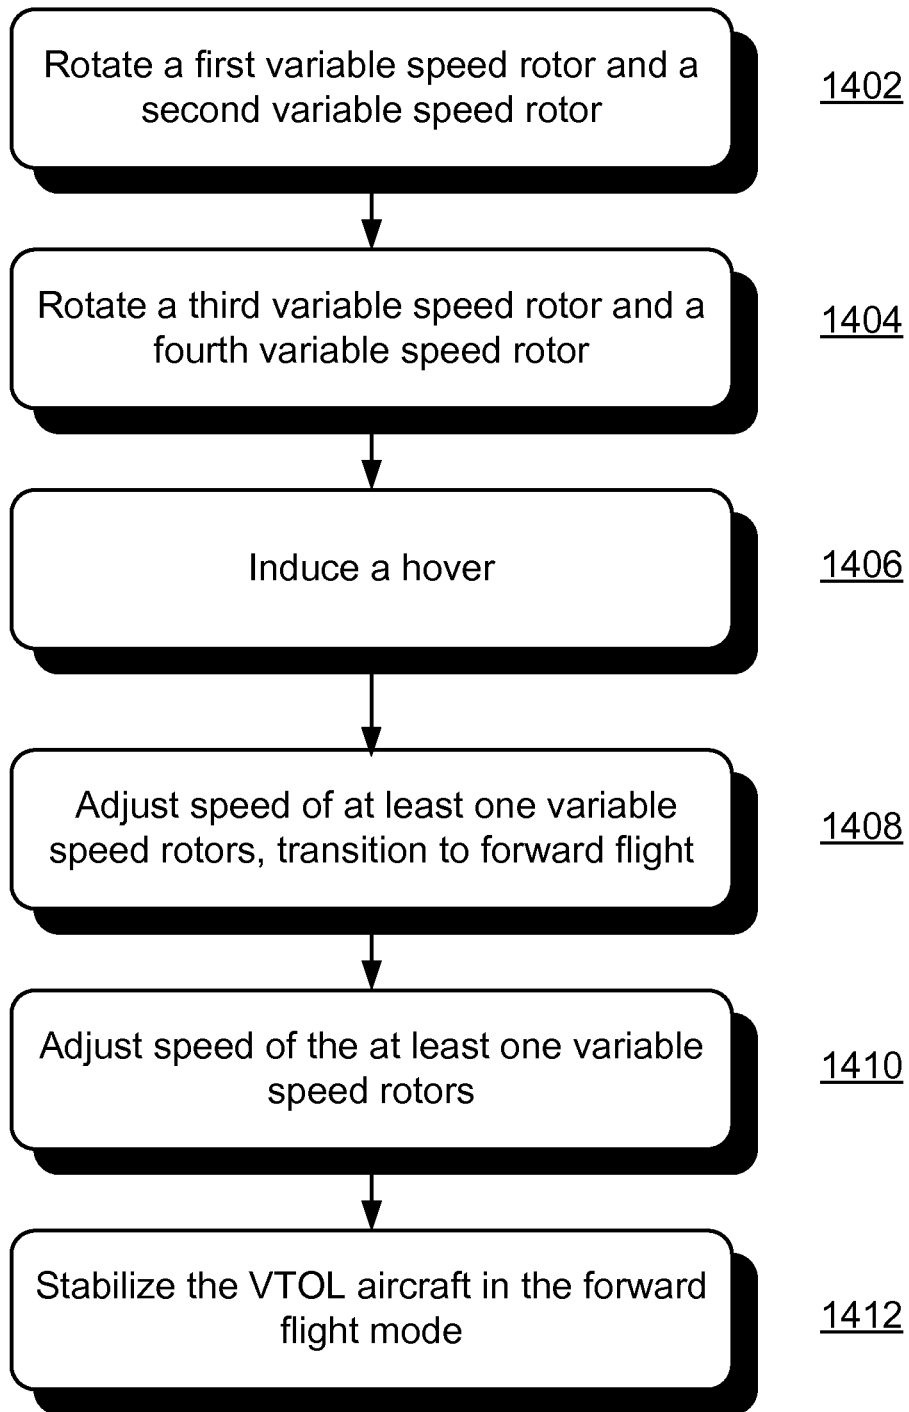 Rotate a first variable speed rotor and a
second variable speed rotor
1402
Rotate a third variable speed rotor and a
fourth variable speed rotor
1404
Induce a hover
1406
Adjust speed of at least one variable
speed rotors, transition to forward flight
1408
Adjust speed of the at least one variable
speed rotors
1410
Stabilize the VTOL aircraft in the forward
flight mode
1412